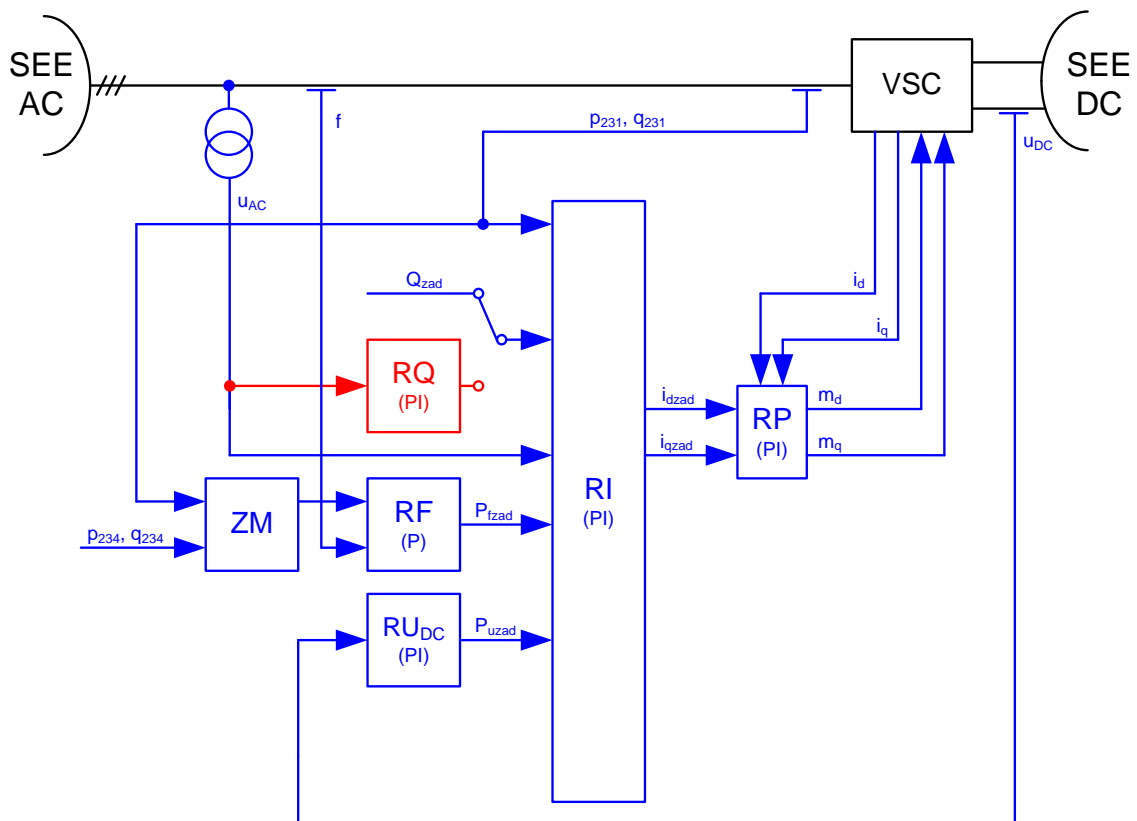 SEE
AC
VSC
SEE
DC
f
p231, q231
uDC
uAC
Qzad
id
iq
RQ
(PI)
idzad
md
RP
(PI)
iqzad
mq
RI
(PI)
ZM
RF
(P)
Pfzad
p234, q234
RUDC
(PI)
Puzad